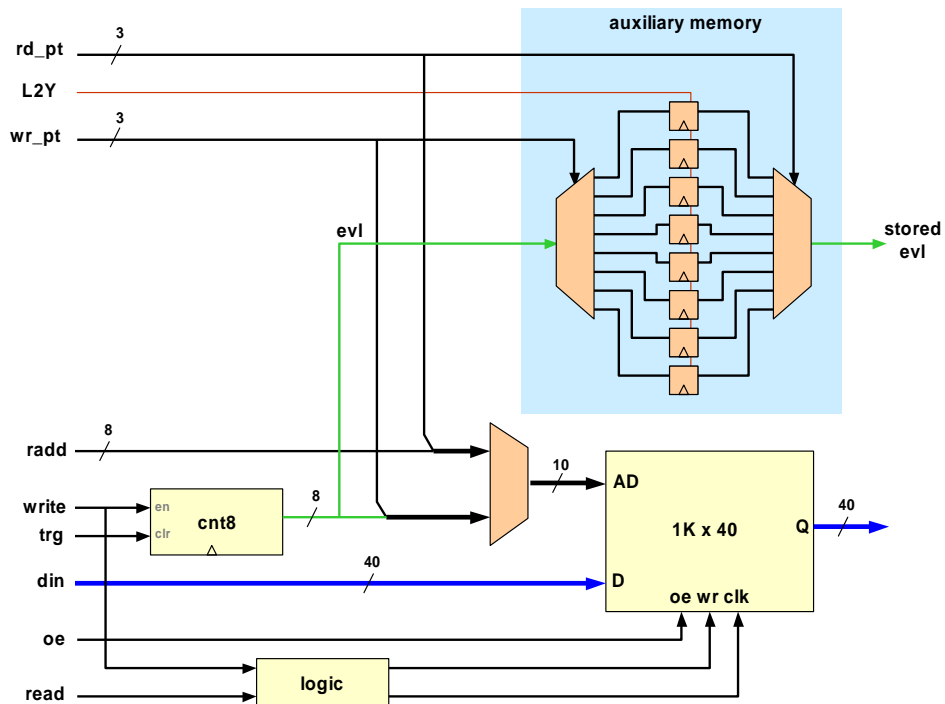 auxiliary memory
rd_pt
3
L2Y
wr_pt
3
evl
stored
evl
radd
8
10
AD
write
en
cnt8
8
trg
clr
1K x 40
Q
40
din
40
D
oe wr clk
oe
logic
read